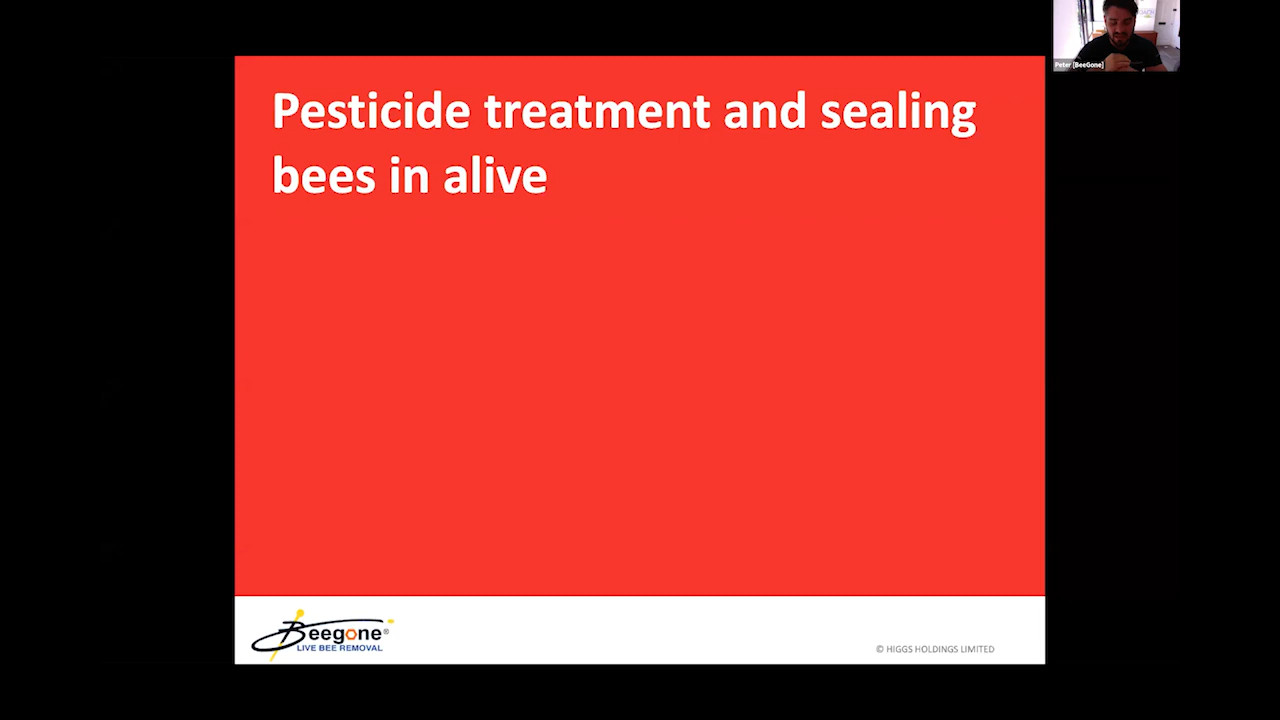 Peter [BeeGone]
Pesticide treatment and sealing
bees in alive
Beegone®
LIVE BEE REMOVAL
© HIGGS HOLDINGS LIMITED